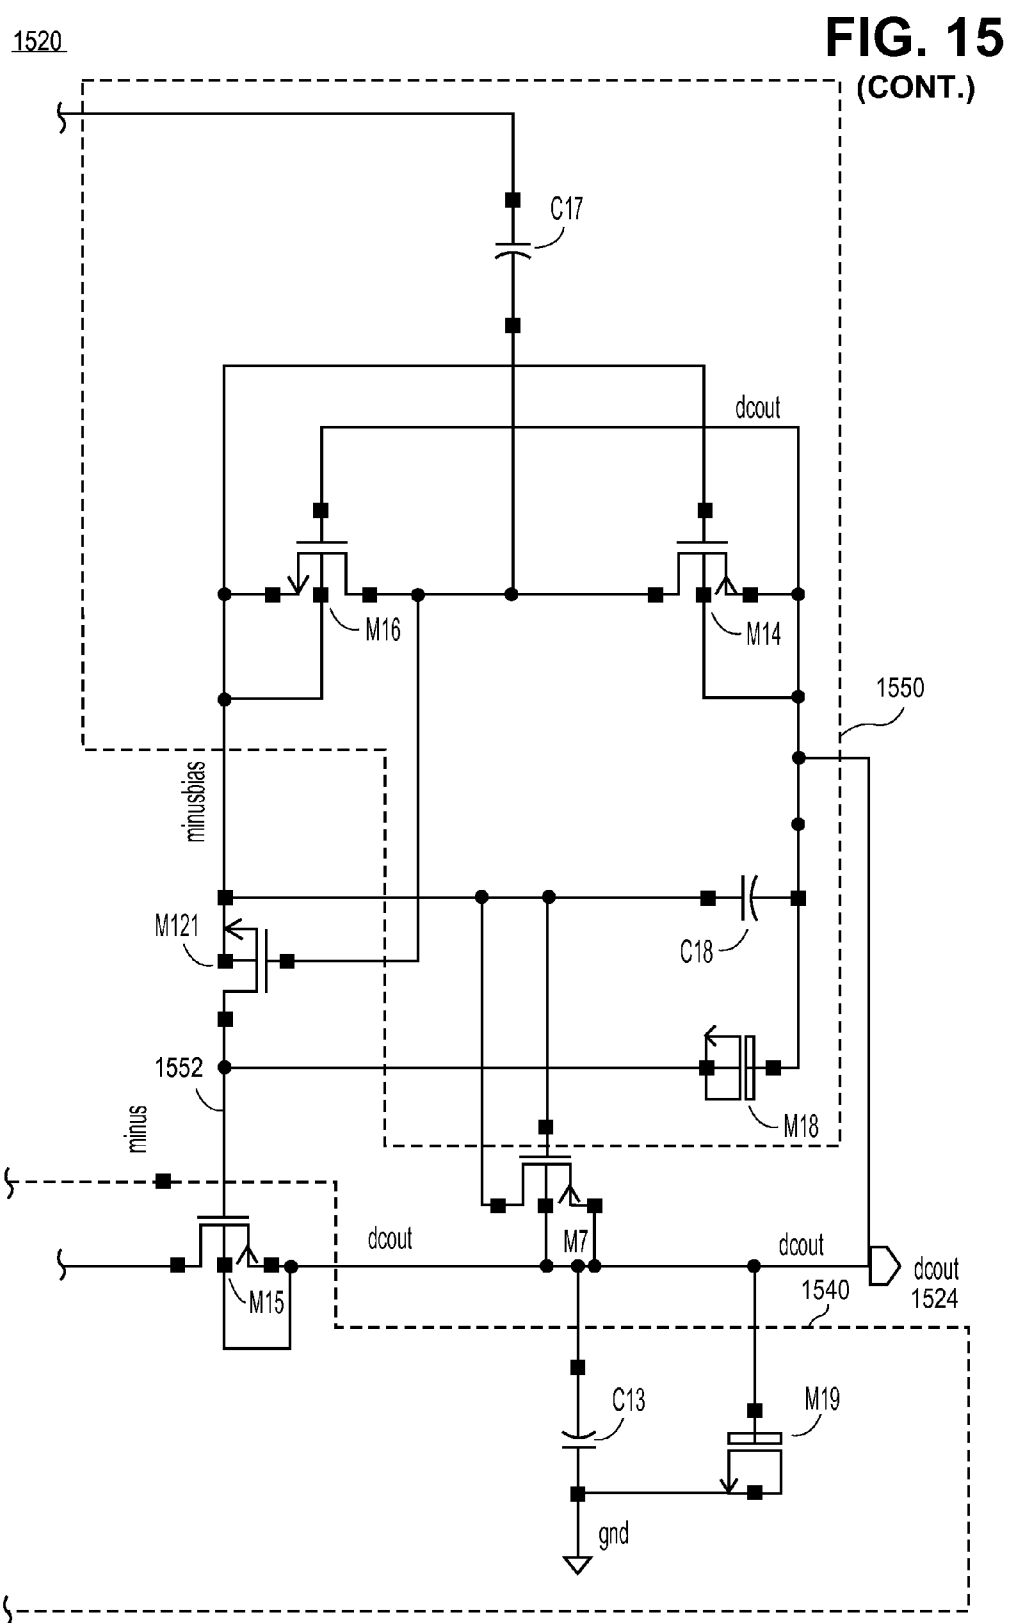 1520
FIG. 15
(CONT.)
C17
dcout
M16
M14
1550
minusbias
M121
C18
1552
minus
M18
dcout
M7
dcout
dcout
1524
M15
1540
C13
M19
gnd